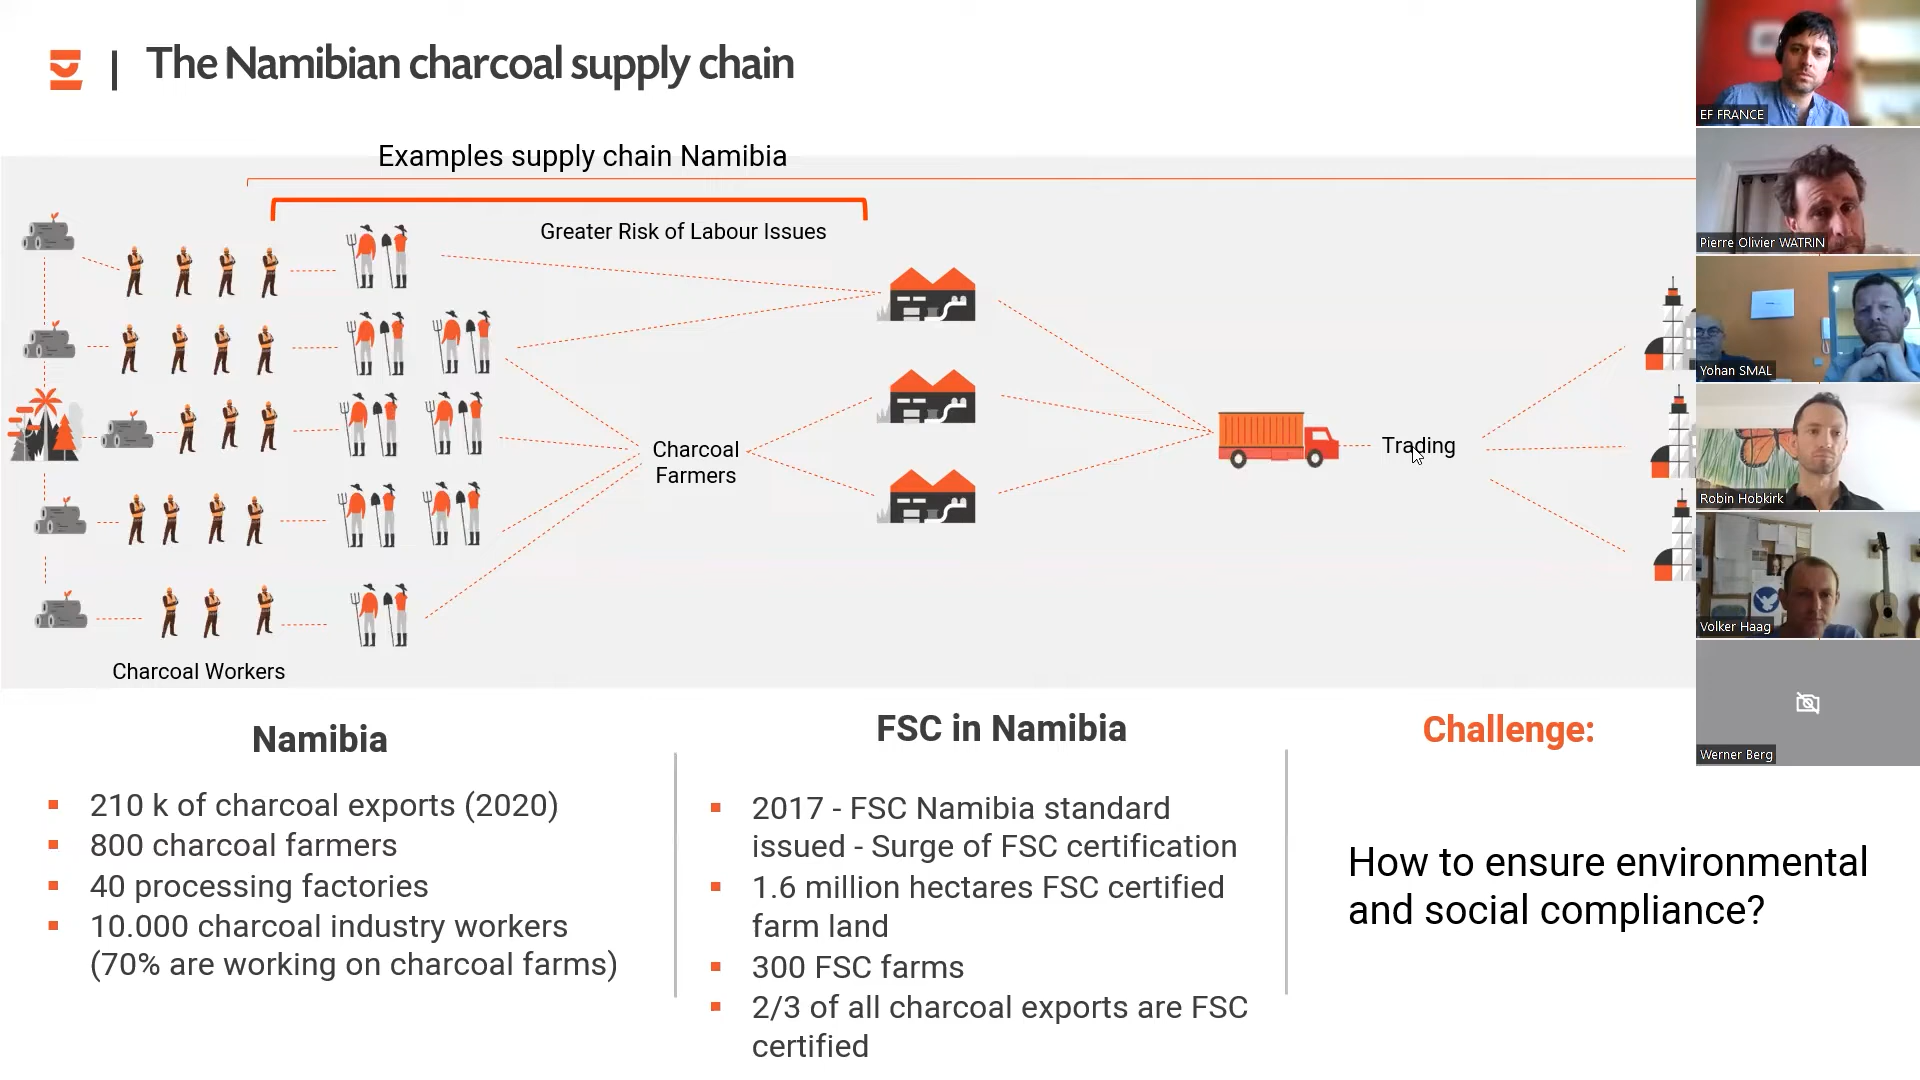 The Namibian charcoal supply chain
Examples supply chain Namibia
Greater Risk of Labour Issues
Charcoal
Farmers
Trading
Charcoal Workers
Namibia
210 k of charcoal exports (2020)
800 charcoal farmers
40 processing factories
10.000 charcoal industry workers
(70% are working on charcoal farms)
FSC in Namibia
2017 - FSC Namibia standard
issued - Surge of FSC certification
1.6 million hectares FSC certified
farm land
300 FSC farms
2/3 of all charcoal exports are FSC
certified
Challenge:
How to ensure environmental
and social compliance?
EF FRANCE
Pierre Olivier WATRIN
Yohan SMAL
Robin Hobkirk
Volker Haag
Werner Berg